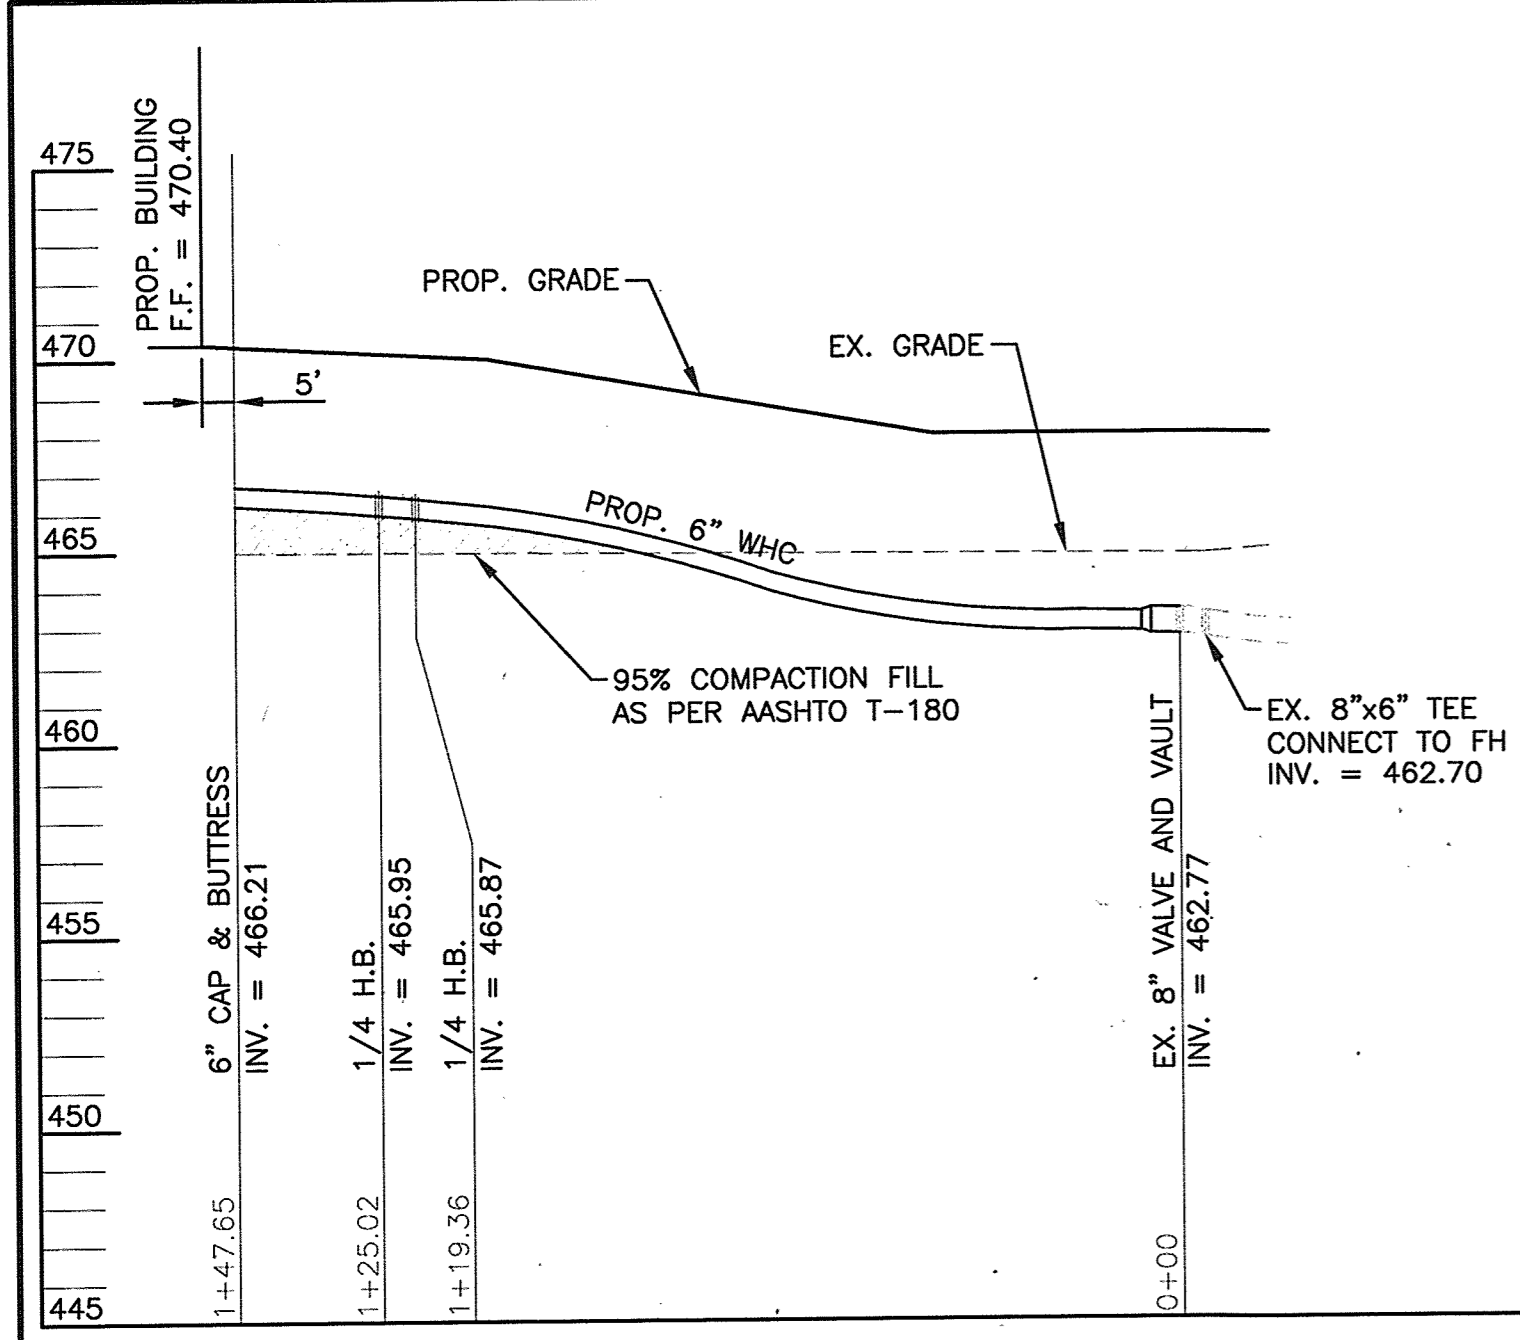 475
470
465
460
455
450
445
PROP. BUILDING
F.F. = 470.40
5’
PROP. GRADE
EX. GRADE
PROP. 6” WHC
95% COMPACTION FILL
AS PER AASHTO T-180
EX. 8”x6” TEE
CONNECT TO FH
INV. = 462.70
6” CAP & BUTTRESS
INV. = 466.21
1/4 H.B.
INV. = 465.95
1/4 H.B.
INV. = 465.87
EX. 8” VALVE AND VAULT
INV. = 462.77
1+47.65
1+25.02
1+19.36
0+00